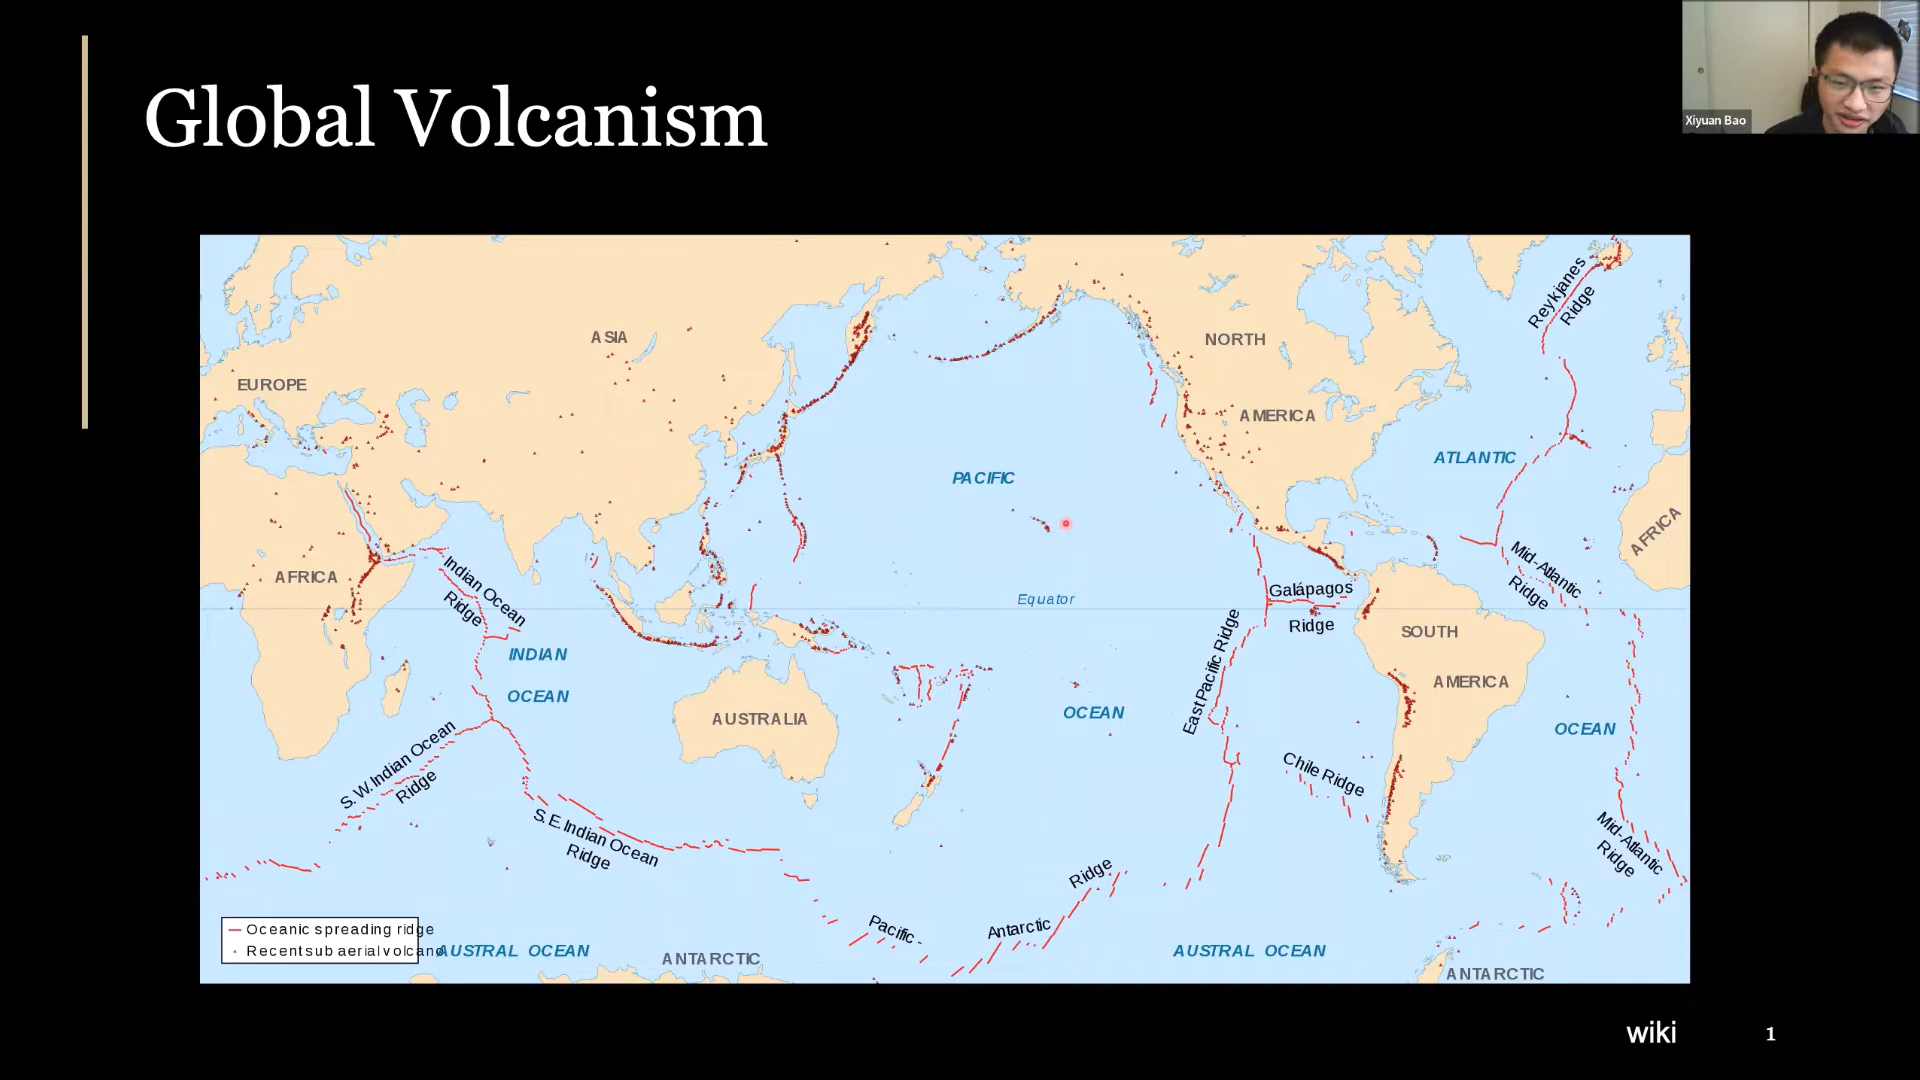 Xiyuan Bao
Global Volcanism
Reykjanes
Ridge
ASIA
NORTH
EUROPE
AMERICA
ATLANTIC
PACIFIC
AFRICA
AFRICA
Indian Ocean
Ridge
Mid-Atlantic
Ridge
Equator
Galápagos
Ridge
SOUTH
AMERICA
INDIAN
OCEAN
East Pacific Ridge
AUSTRALIA
OCEAN
OCEAN
S. W. Indian Ocean
Ridge
Chile Ridge
S. E. Indian Ocean
Ridge
Mid-Atlantic
Ridge
Pacific -
Antarctic
Ridge
Oceanic spreading ridge
Recent sub aerial volcano
AUSTRAL OCEAN
ANTARCTIC
AUSTRAL OCEAN
ANTARCTIC
wiki
1